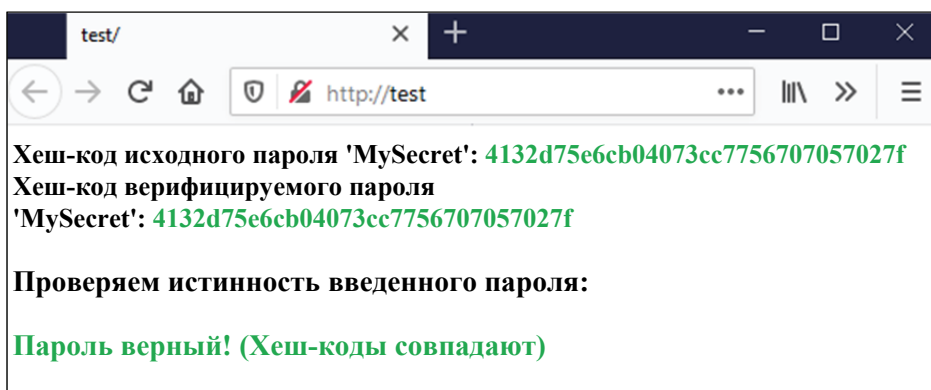 test/
http://test
Хеш-код исходного пароля 'MySecret': 4132d75e6cb04073cc7756707057027f
Хеш-код верифицируемого пароля
'MySecret': 4132d75e6cb04073cc7756707057027f
Проверяем истинность введенного пароля:
Пароль верный! (Хеш-коды совпадают)